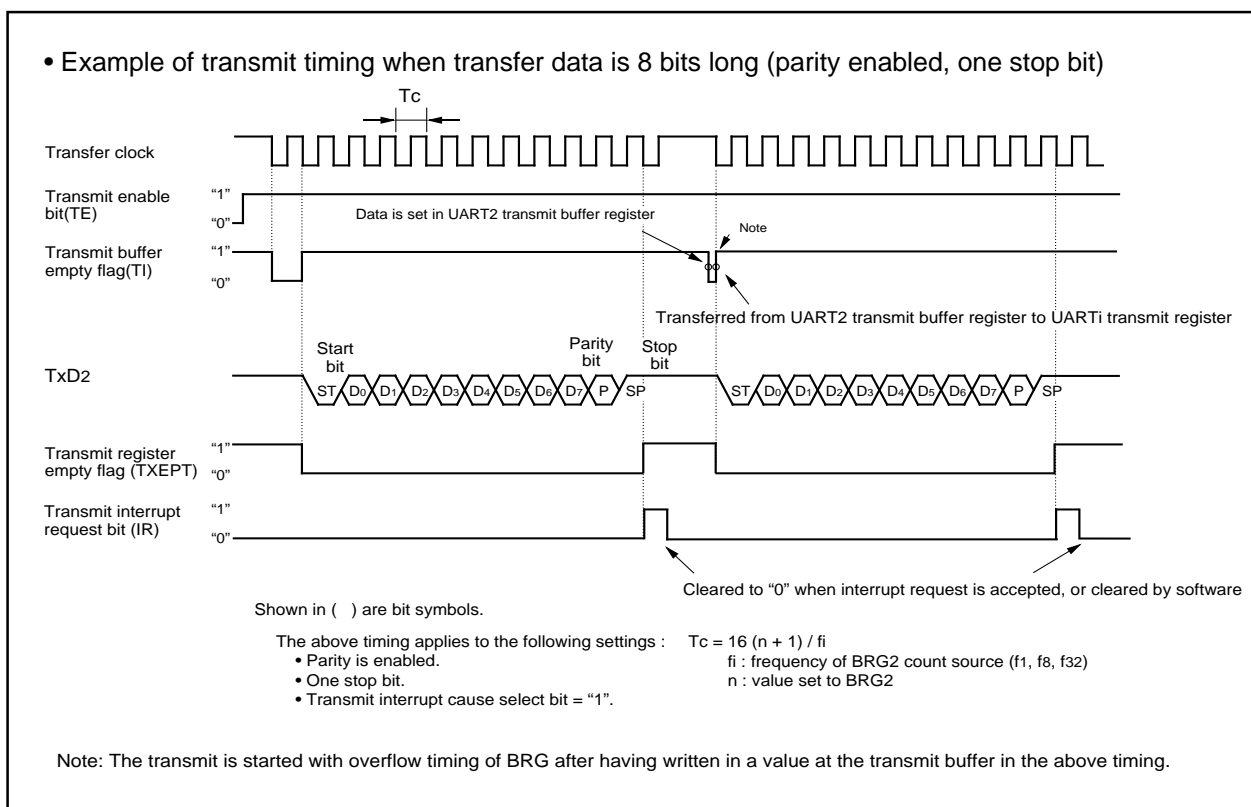 • Example of transmit timing when transfer data is 8 bits long (parity enabled, one stop bit)
Tc
Transfer clock
Transmit enable
bit(TE)
“1”
“0”
Data is set in UART2 transmit buffer register
Note
Transmit buffer
empty flag(TI)
“1”
“0”
Transferred from UART2 transmit buffer register to UARTi transmit register
Start
bit
Parity
bit
Stop
bit
TxD2
ST D0 D1 D2 D3 D4 D5 D6 D7 P SP
ST D0 D1 D2 D3 D4 D5 D6 D7 P SP
Transmit register
empty flag (TXEPT)
“1”
“0”
Transmit interrupt
request bit (IR)
“1”
“0”
Cleared to “0” when interrupt request is accepted, or cleared by software
Shown in ( ) are bit symbols.
The above timing applies to the following settings :
• Parity is enabled.
• One stop bit.
• Transmit interrupt cause select bit = “1”.
Tc = 16 (n + 1) / fi
fi : frequency of BRG2 count source (f1, f8, f32)
n : value set to BRG2
Note: The transmit is started with overflow timing of BRG after having written in a value at the transmit buffer in the above timing.